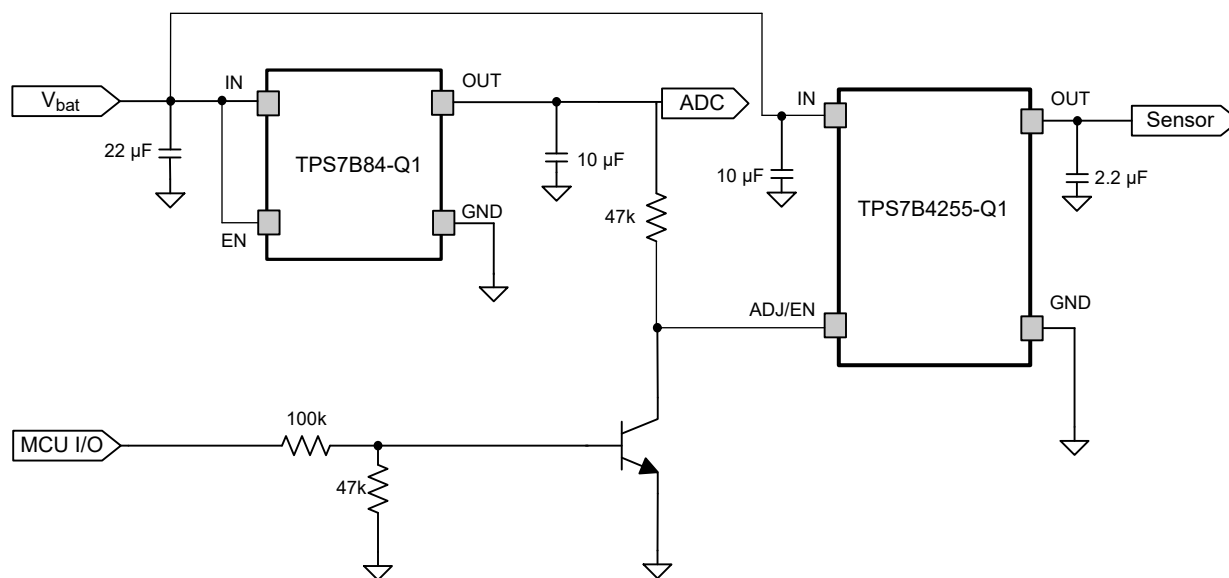 Vbat
22 µF
IN
EN
TPS7B84-Q1
OUT
GND
10 µF
ADC
47k
IN
10 µF
ADJ/EN
TPS7B4255-Q1
OUT
Sensor
2.2 µF
GND
MCU I/O
100k
47k